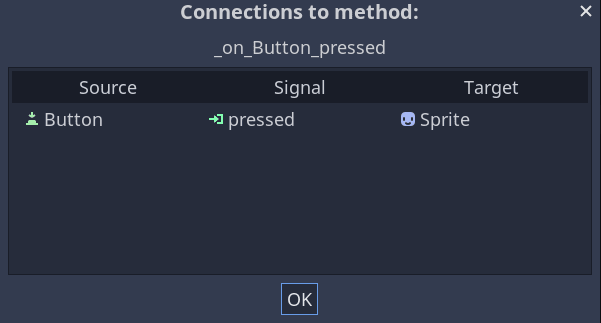 Connections to method:
_on_Button_pressed
Source Signal Target
Button pressed Sprite
OK